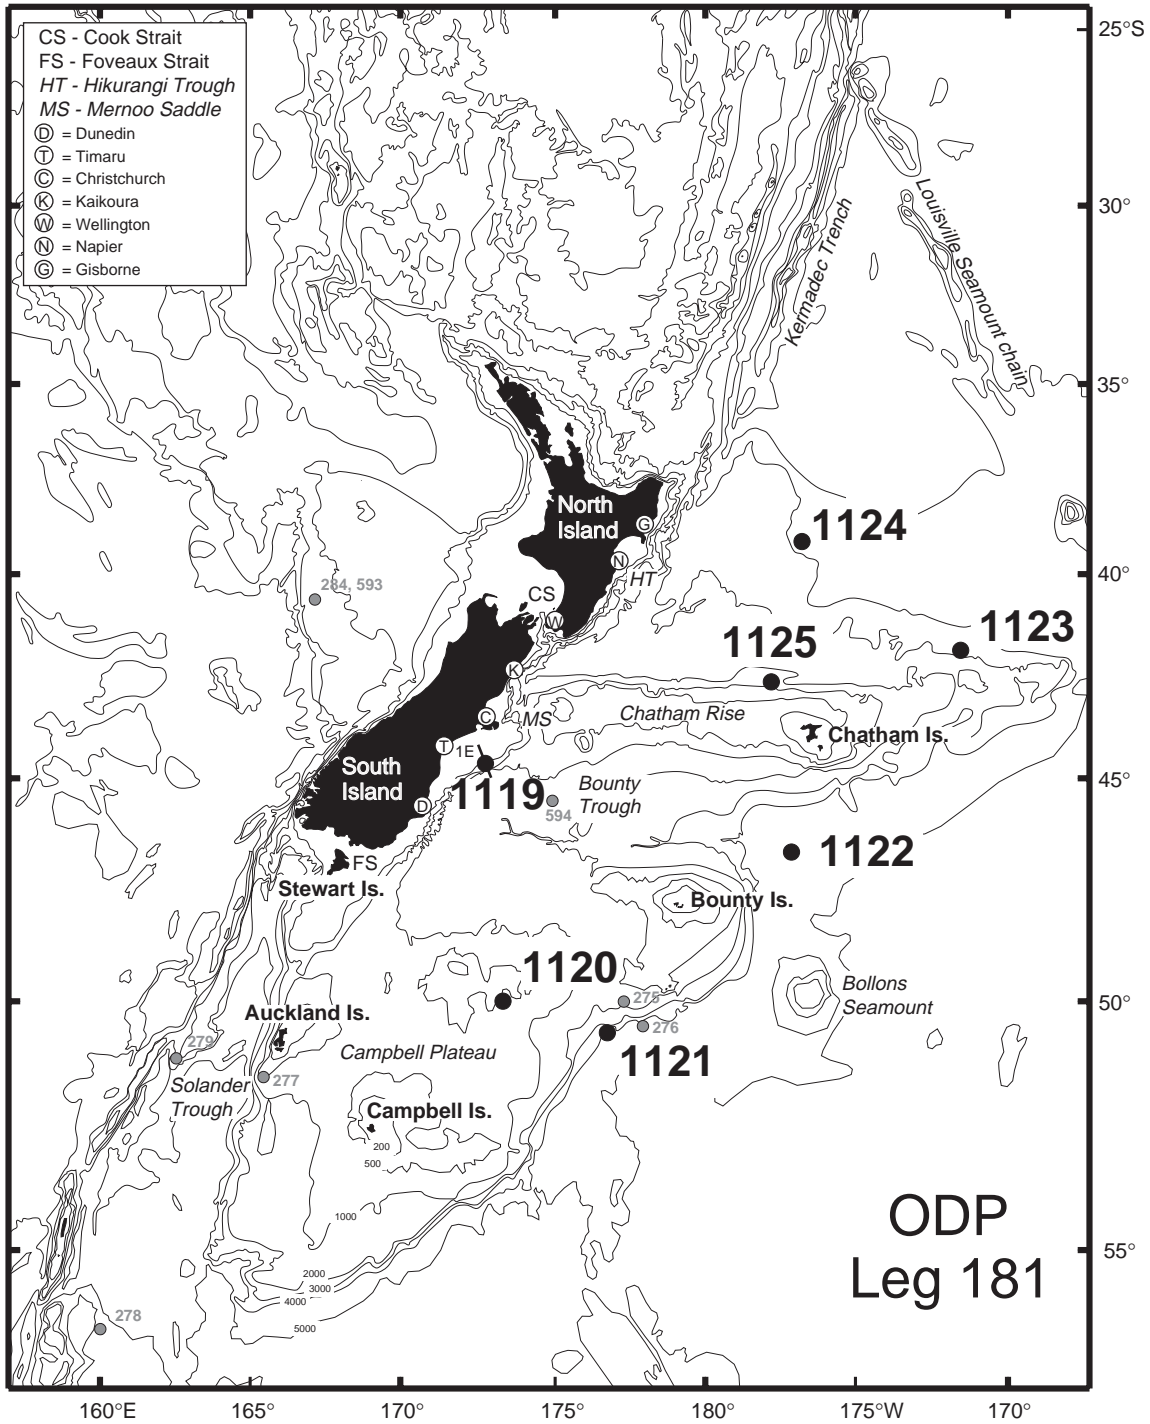 CS - Cook Strait
FS - Foveaux Strait
HT - Hikurangi Trough
MS - Mernoo Saddle
D = Dunedin
T = Timaru
C = Christchurch
K = Kaikoura
W = Wellington
N = Napier
G = Gisborne
25°S
30°
35°
40°
45°
50°
55°
Louisville Seamount chain
Kermadec Trench
North
Island
G
1124
N
HT
284, 593
CS
W
1123
1125
K
C
MS
Chatham Rise
Chatham Is.
T
1E
South
Island
1119
Bounty
Trough
D
594
1122
FS
Stewart Is.
Bounty Is.
1120
Bollons
Seamount
275
Auckland Is.
276
279
Campbell Plateau
1121
Solander
Trough
277
Campbell Is.
200
500
1000
ODP
Leg 181
2000
3000
4000
5000
278
160°E
165°
170°
175°
180°
175°W
170°